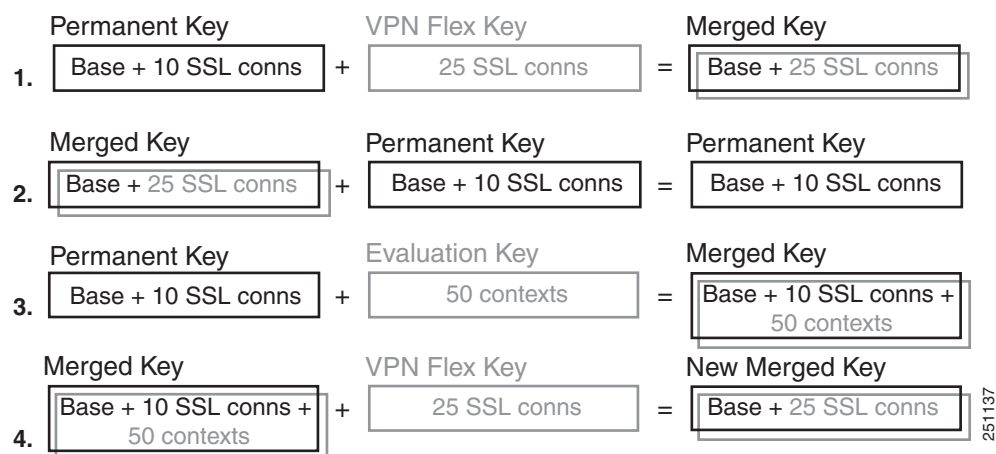 Permanent Key VPN Flex Key Merged Key
1. Base + 10 SSL conns + 25 SSL conns = Base + 25 SSL conns
Merged Key Permanent Key Permanent Key
2. Base + 25 SSL conns + Base + 10 SSL conns = Base + 10 SSL conns
Permanent Key Evaluation Key Merged Key
3. Base + 10 SSL conns + 50 contexts = Base + 10 SSL conns +
50 contexts
Merged Key VPN Flex Key New Merged Key
4. Base + 10 SSL conns + + 25 SSL conns = Base + 25 SSL conns
50 contexts
251137